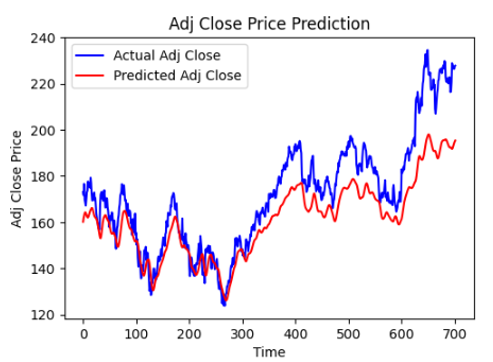 Adj Close Price Prediction
240
Actual Adj Close
Predicted Adj Close
220
200
180
160
140
120
Adj Close Price
0 100 200 300 400 500 600 700
Time